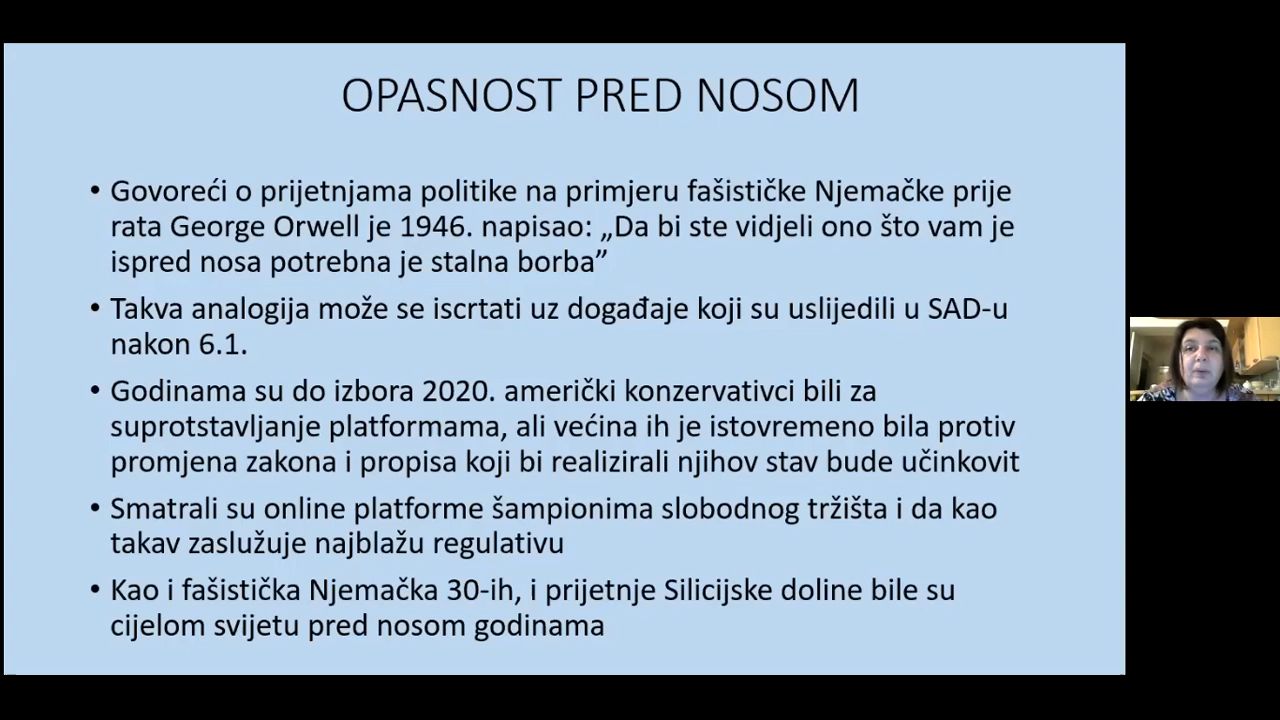 OPASNOST PRED NOSOM
• Govoreći o prijetnjama politike na primjeru fašističke Njemačke prije
rata George Orwell je 1946. napisao: „Da bi ste vidjeli ono što vam je
ispred nosa potrebna je stalna borba”
• Takva analogija može se iscrtati uz događaje koji su uslijedili u SAD-u
nakon 6.1.
• Godinama su do izbora 2020. američki konzervativci bili za
suprotstavljanje platformama, ali većina ih je istovremeno bila protiv
promjena zakona i propisa koji bi realizirali njihov stav bude učinkovit
• Smatrali su online platforme šampionima slobodnog tržišta i da kao
takav zaslužuje najblažu regulativu
• Kao i fašistička Njemačka 30-ih, i prijetnje Silicijske doline bile su
cijelom svijetu pred nosom godinama